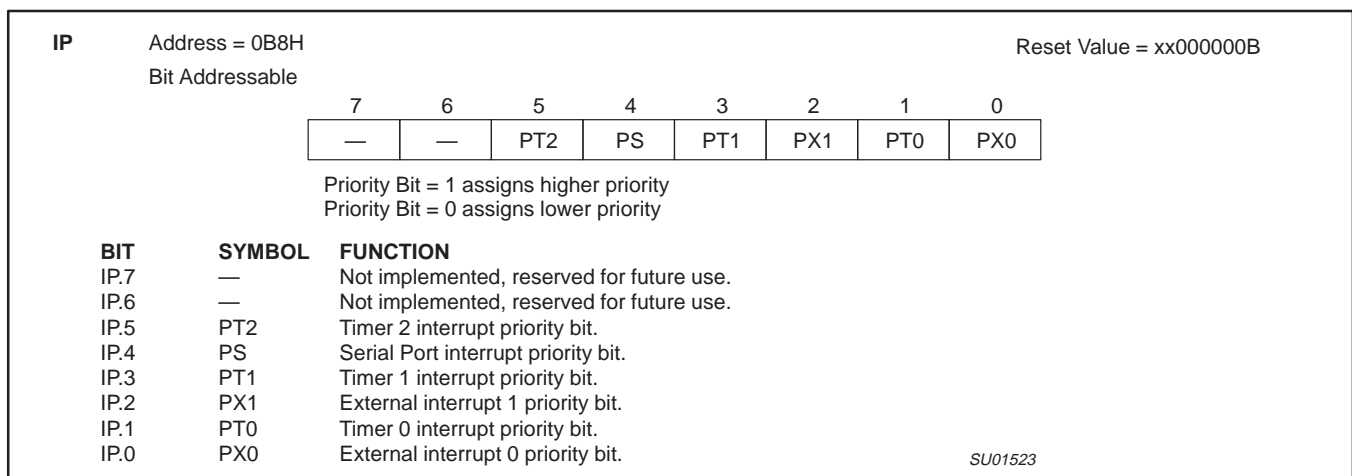 IP Address = 0B8H Reset Value = xx000000B
Bit Addressable
7 6 5 4 3 2 1 0
— — PT2 PS PT1 PX1 PT0 PX0
Priority Bit = 1 assigns higher priority
Priority Bit = 0 assigns lower priority
BIT SYMBOL FUNCTION
IP.7 — Not implemented, reserved for future use.
IP.6 — Not implemented, reserved for future use.
IP.5 PT2 Timer 2 interrupt priority bit.
IP.4 PS Serial Port interrupt priority bit.
IP.3 PT1 Timer 1 interrupt priority bit.
IP.2 PX1 External interrupt 1 priority bit.
IP.1 PT0 Timer 0 interrupt priority bit.
IP.0 PX0 External interrupt 0 priority bit.
SU01523